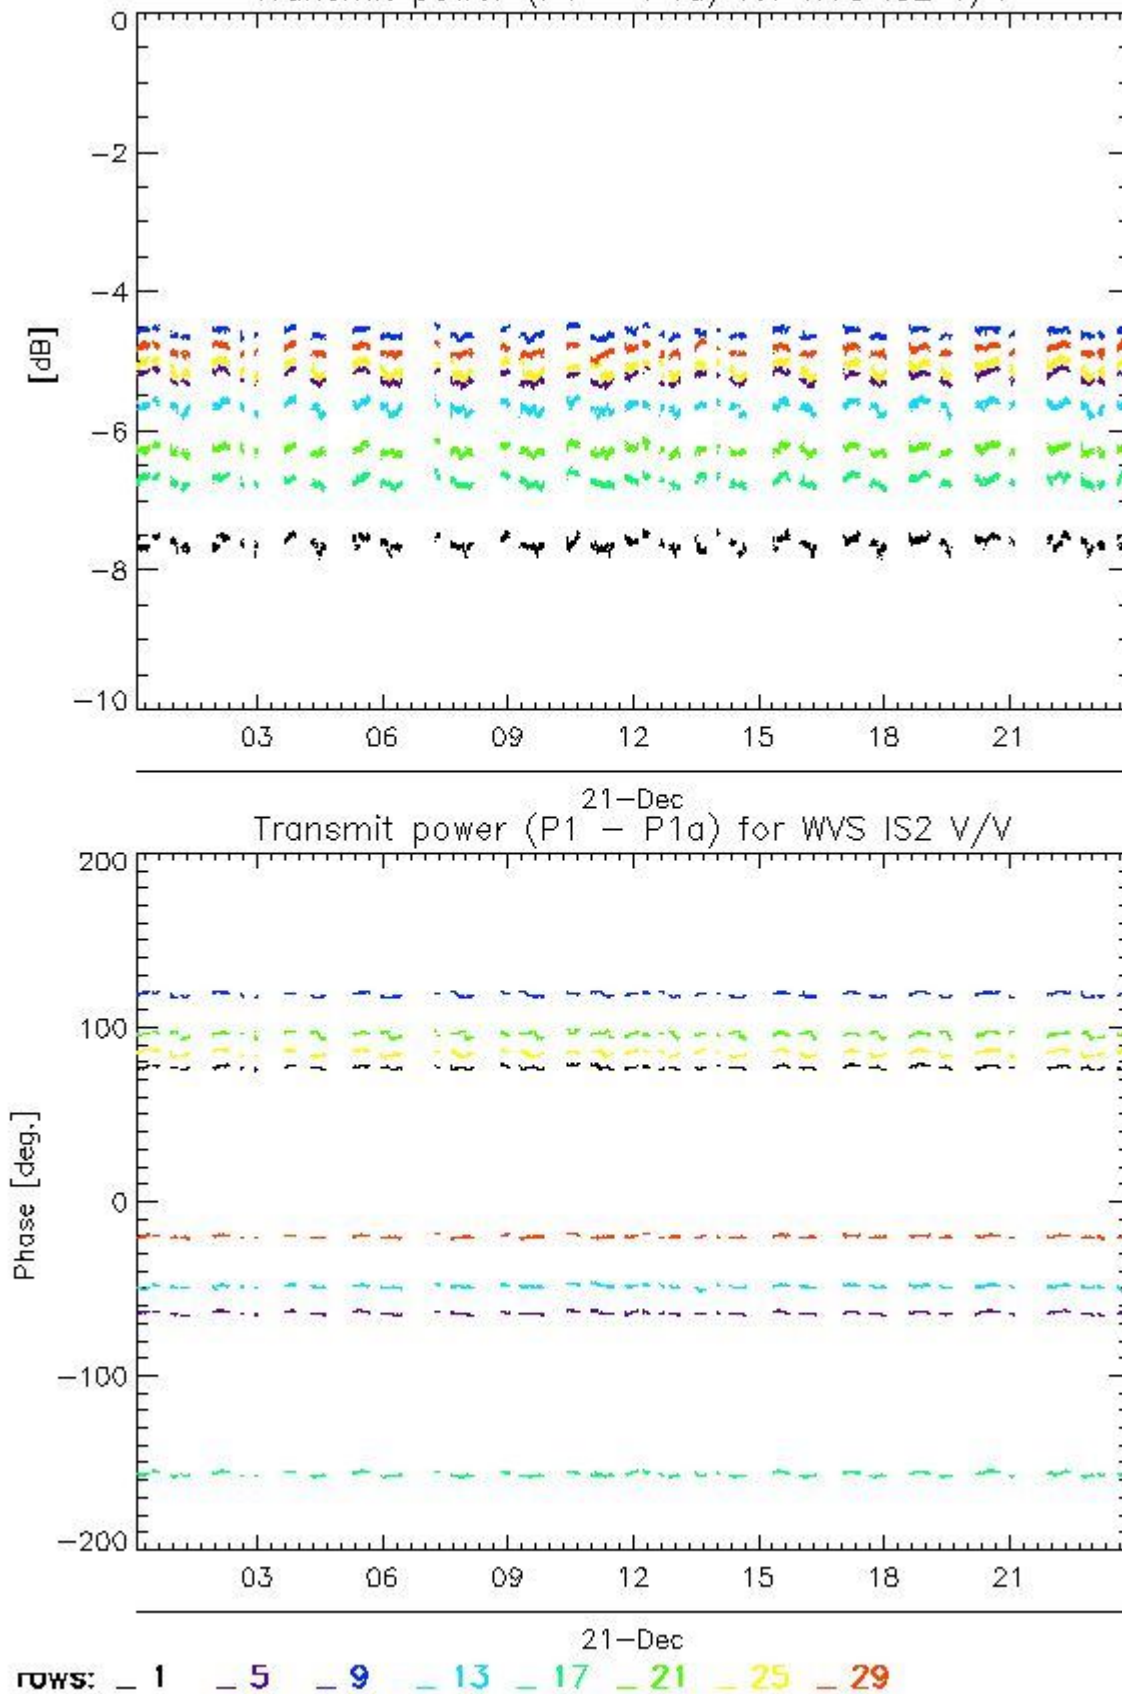 0
−2
−4
[dB]
−6
−8
−10
03 06 09 12 15 18 21
21−Dec
Transmit power (P1 − P1a) for WVS IS2 V/V
200
100
0
Phase [deg.]
−100
−200
03 06 09 12 15 18 21
21−Dec
rows: _ 1 _ 5 _ 9 _ 13 _ 17 _ 21 _ 25 _ 29